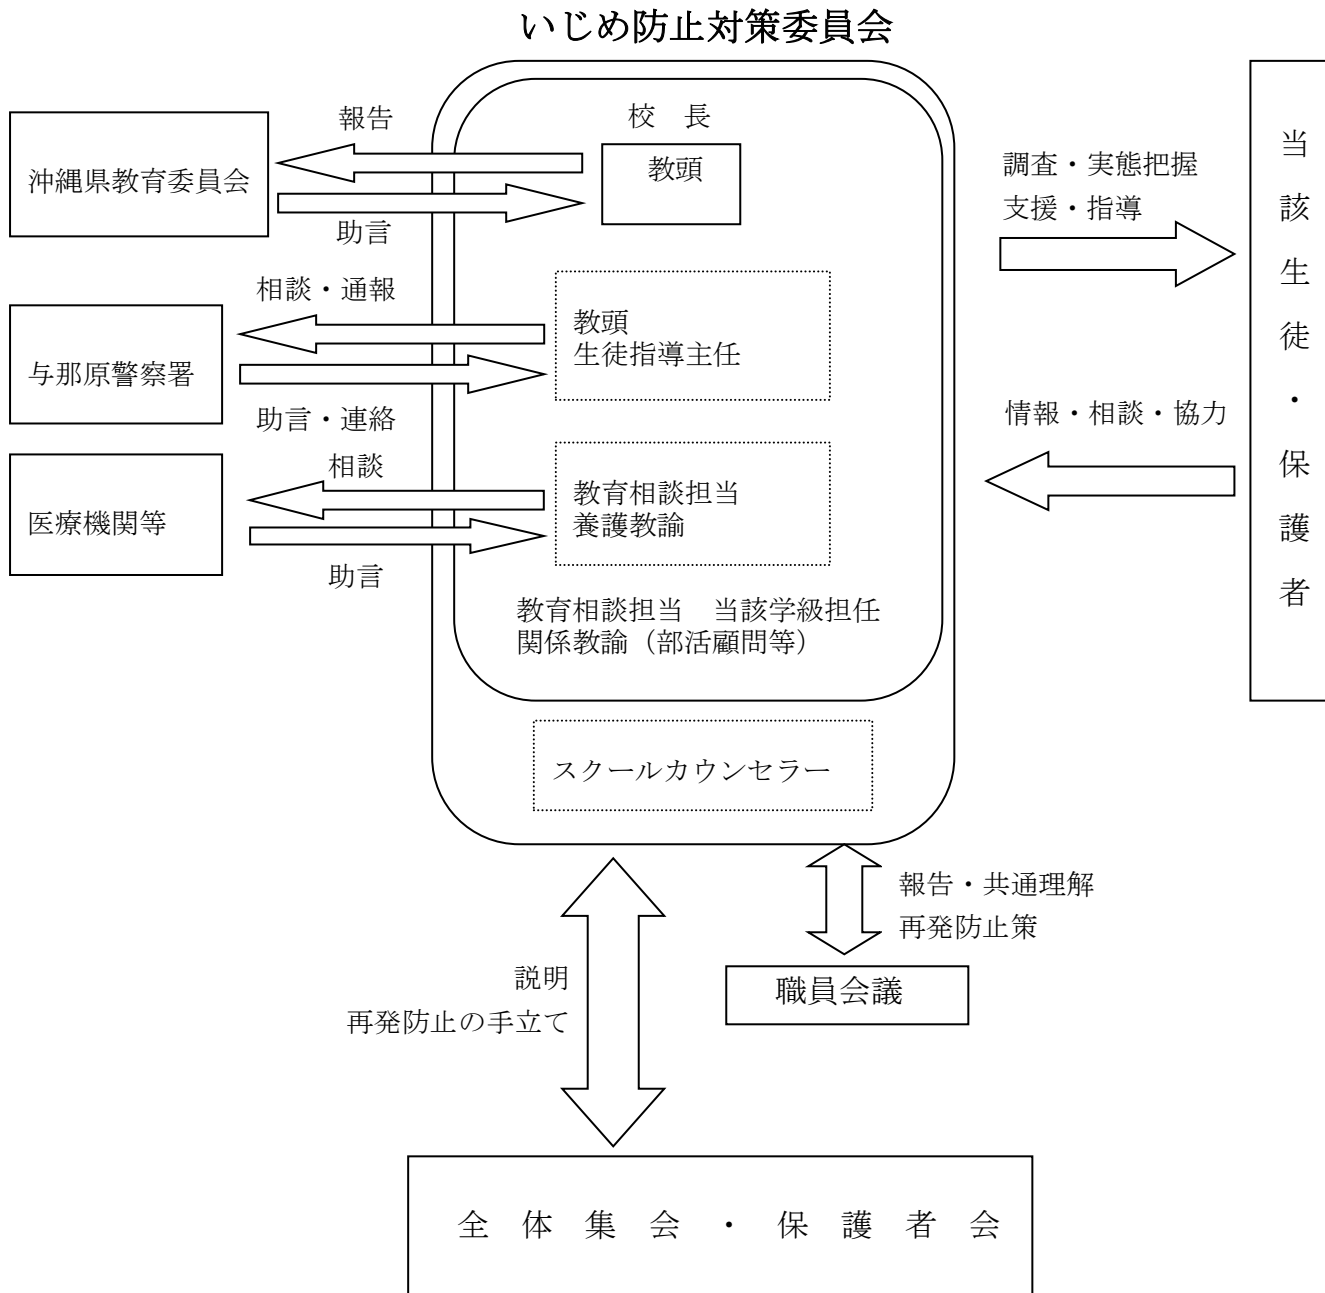 いじめ防止対策委員会
校　長
教頭
報告
沖縄県教育委員会
助言
相談・通報
教頭
生徒指導主任
与那原警察署
助言・連絡
相談
教育相談担当
養護教諭
医療機関等
助言
教育相談担当　当該学級担任
関係教諭（部活顧問等）
スクールカウンセラー
調査・実態把握
支援・指導
情報・相談・協力
当該生徒・保護者
報告・共通理解
再発防止策
職員会議
説明
再発防止の手立て
全体集会・保護者会